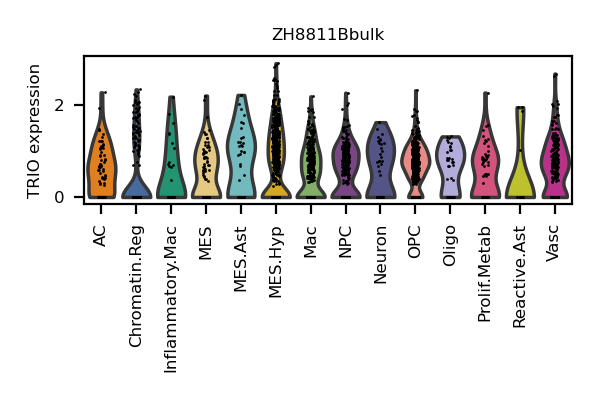 ZH8811Bbulk
TRIO expression
2
0
AC
Chromatin.Reg
Inflammatory.Mac
MES
MES.Ast
MES.Hyp
Mac
NPC
Neuron
OPC
Oligo
Prolif.Metab
Reactive.Ast
Vasc